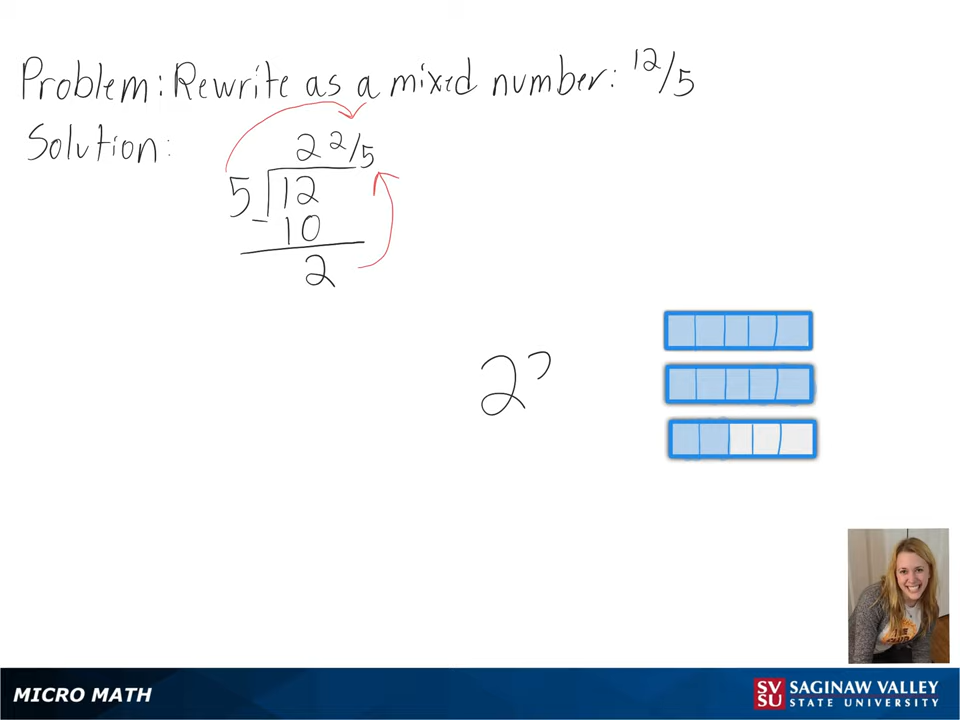 Problem: Rewrite as a mixed number: 12/5
Solution:
2 2/5
5 12
- 10
2
2
MICRO MATH
SVSU SAGINAW VALLEY
STATE UNIVERSITY